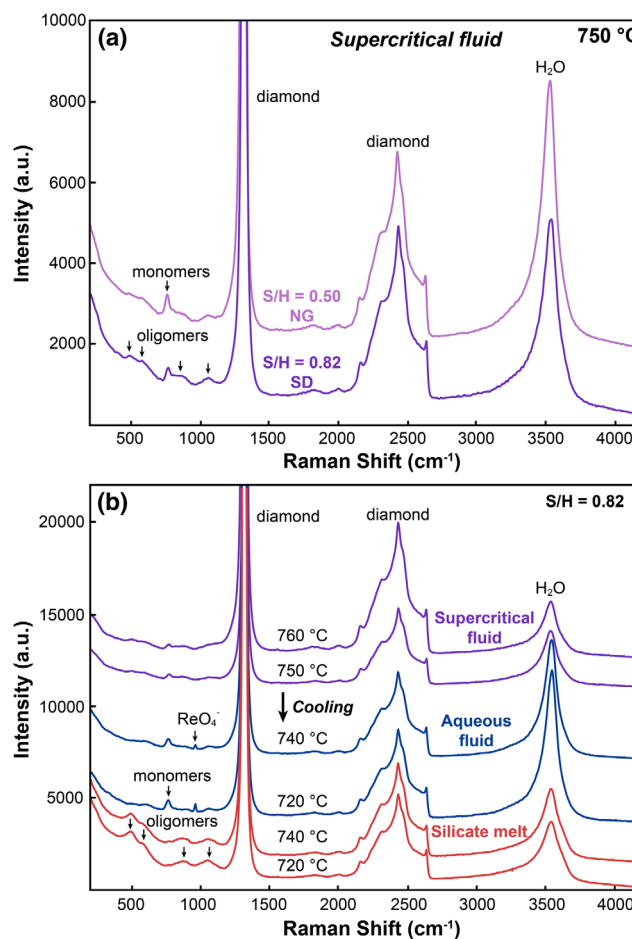 (a)
Supercritical fluid
750 °C
10000
8000
6000
4000
2000
Intensity (a.u.)
diamond
diamond
H₂O
monomers
S/H = 0.50
NG
oligomers
S/H = 0.82
SD
500 1000 1500 2000 2500 3000 3500 4000
Raman Shift (cm⁻¹)
(b)
S/H = 0.82
20000
15000
10000
5000
Intensity (a.u.)
diamond
diamond
H₂O
760 °C
Supercritical
fluid
750 °C
Cooling
ReO₄⁻
740 °C
Aqueous
fluid
monomers
720 °C
oligomers
740 °C
Silicate melt
720 °C
500 1000 1500 2000 2500 3000 3500 4000
Raman Shift (cm⁻¹)